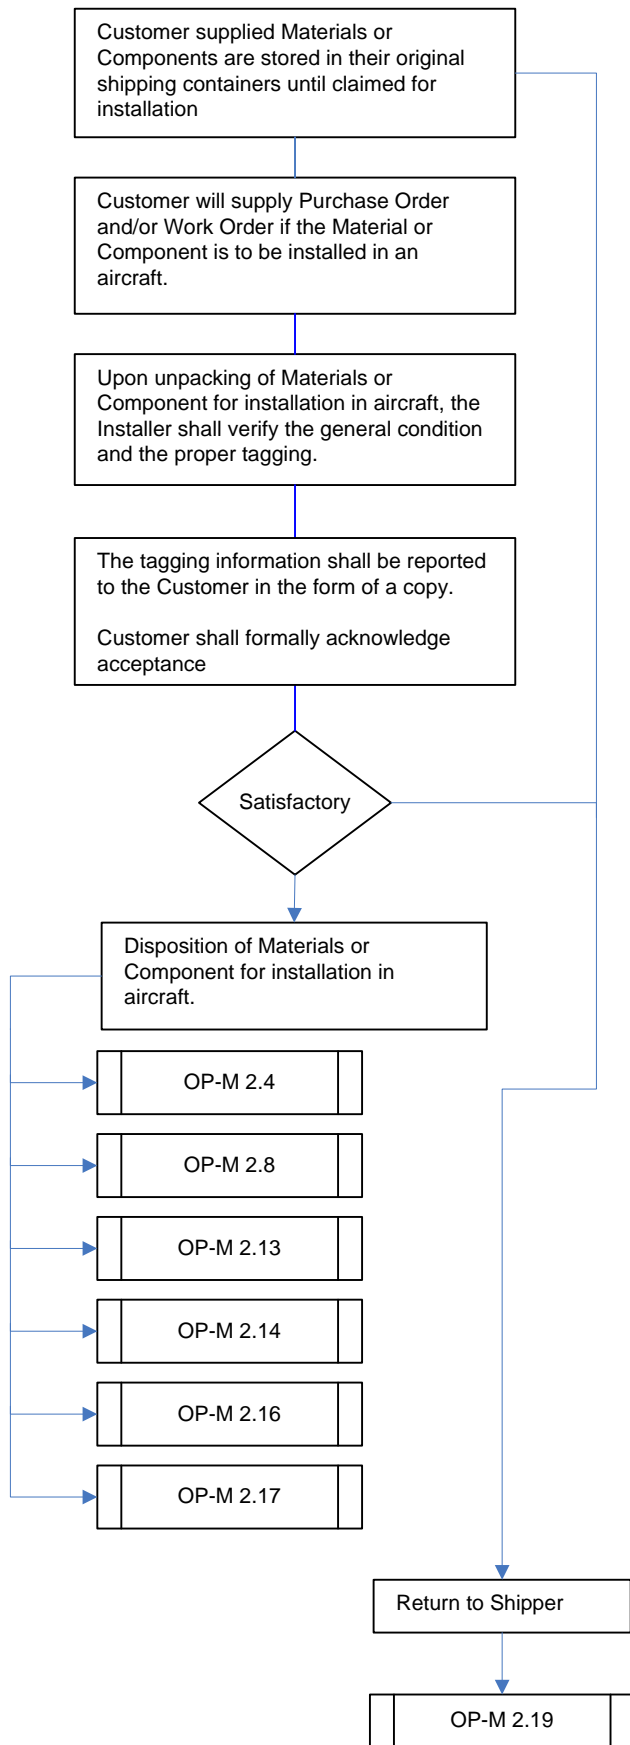 Customer supplied Materials or
Components are stored in their original
shipping containers until claimed for
installation
Customer will supply Purchase Order
and/or Work Order if the Material or
Component is to be installed in an
aircraft.
Upon unpacking of Materials or
Component for installation in aircraft, the
Installer shall verify the general condition
and the proper tagging.
The tagging information shall be reported
to the Customer in the form of a copy.
Customer shall formally acknowledge
acceptance
Satisfactory
Disposition of Materials or
Component for installation in
aircraft.
OP-M 2.4
OP-M 2.8
OP-M 2.13
OP-M 2.14
OP-M 2.16
OP-M 2.17
Return to Shipper
OP-M 2.19